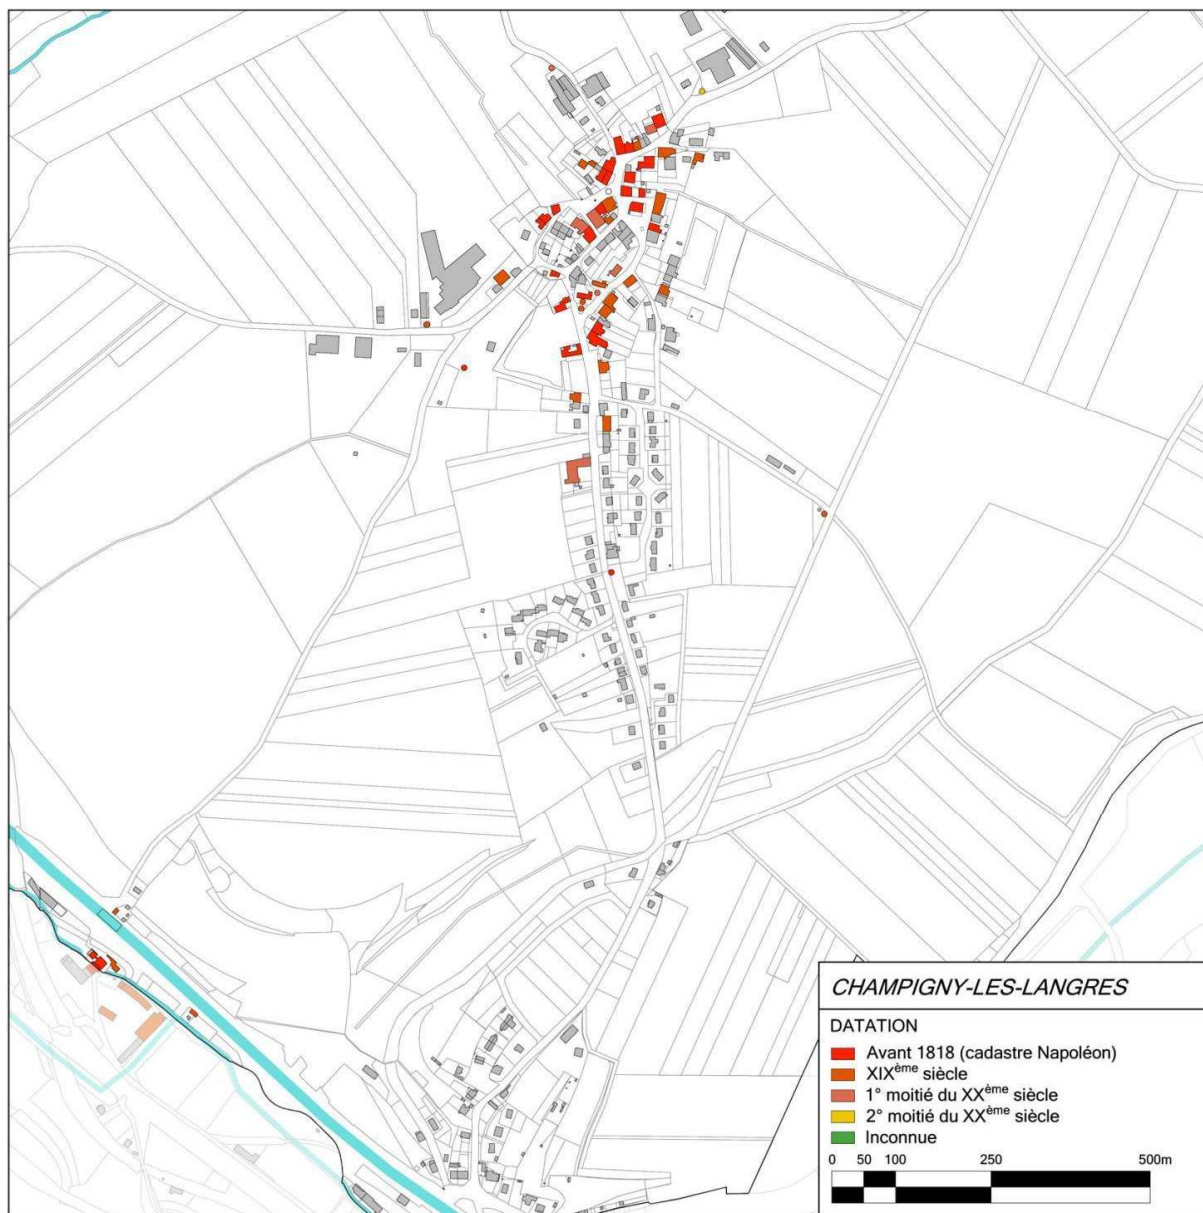 CHAMPIGNY-LES-LANGRES
DATATION
Avant 1818 (cadastre Napoléon)
XIXème siècle
1° moitié du XXème siècle
2° moitié du XXème siècle
Inconnue
0 50 100 250 500m